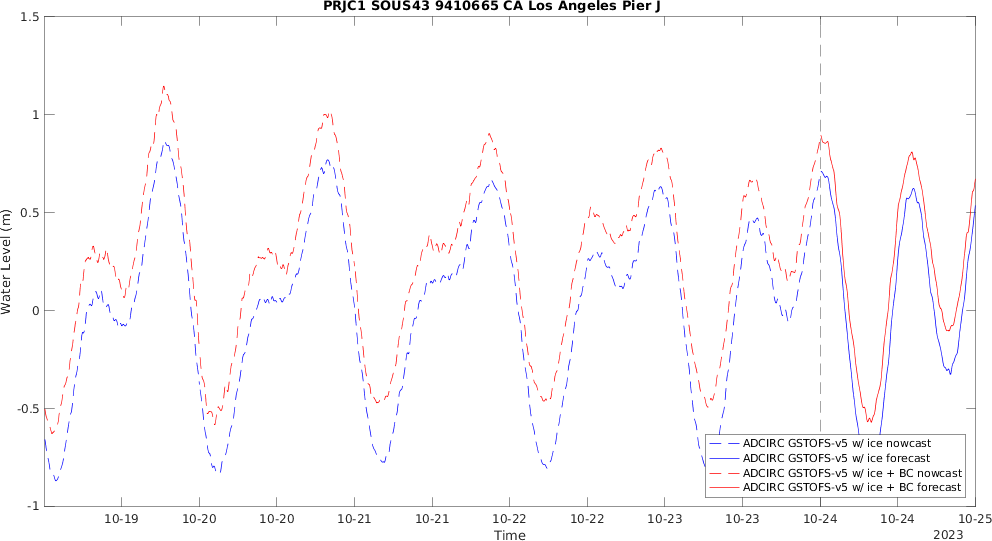 PRJC1 SOUS43 9410665 CA Los Angeles Pier J
1.5
1
0.5
0
-0.5
-1
Water Level (m)
10-19
10-20
10-20
10-21
10-21
10-22
10-22
10-23
10-23
10-24
10-24
10-25
Time
2023
ADCIRC GSTOFS-v5 w/ ice nowcast
ADCIRC GSTOFS-v5 w/ ice forecast
ADCIRC GSTOFS-v5 w/ ice + BC nowcast
ADCIRC GSTOFS-v5 w/ ice + BC forecast